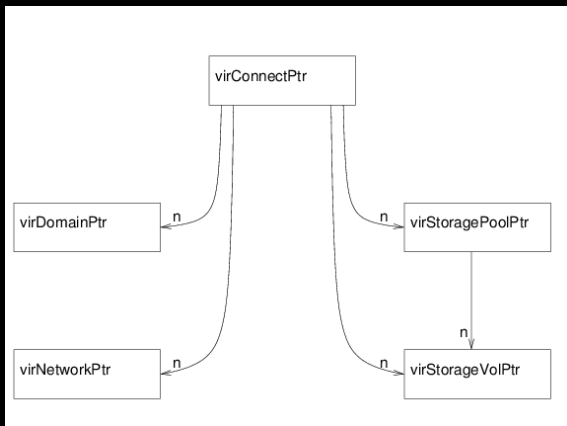 virConnectPtr
n
n
virDomainPtr
virStoragePoolPtr
n
n
n
virNetworkPtr
virStorageVolPtr